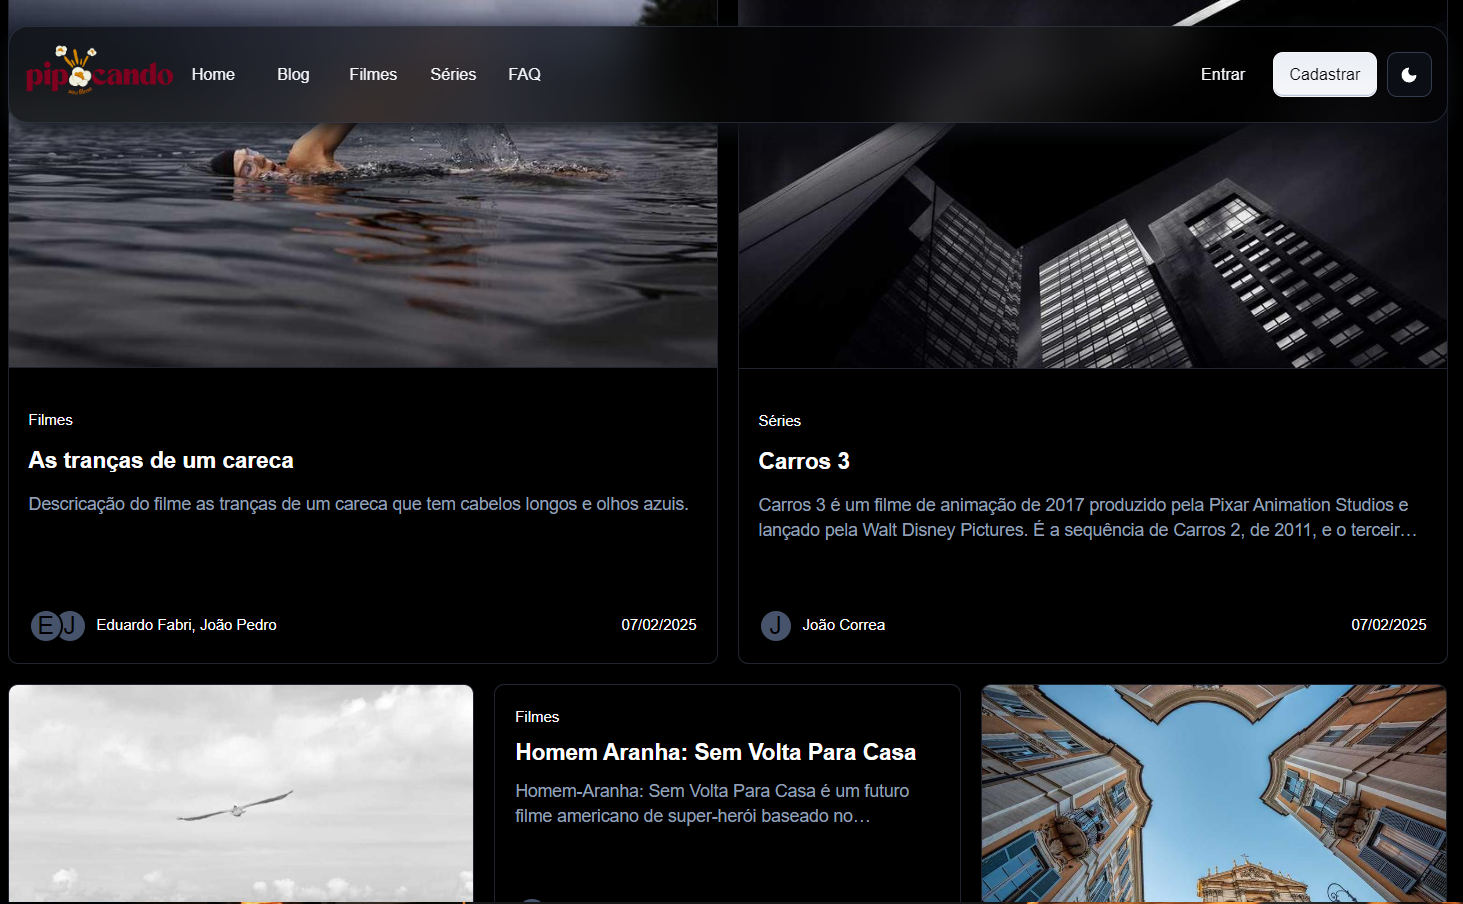 pipocando
Home
Blog
Filmes
Séries
FAQ
Entrar
Cadastrar
Filmes
As tranças de um careca
Descricação do filme as tranças de um careca que tem cabelos longos e olhos azuis.
E
J
Eduardo Fabri, João Pedro
07/02/2025
Séries
Carros 3
Carros 3 é um filme de animação de 2017 produzido pela Pixar Animation Studios e
lançado pela Walt Disney Pictures. É a sequência de Carros 2, de 2011, e o terceir…
J
João Correa
07/02/2025
Filmes
Homem Aranha: Sem Volta Para Casa
Homem-Aranha: Sem Volta Para Casa é um futuro
filme americano de super-herói baseado no…